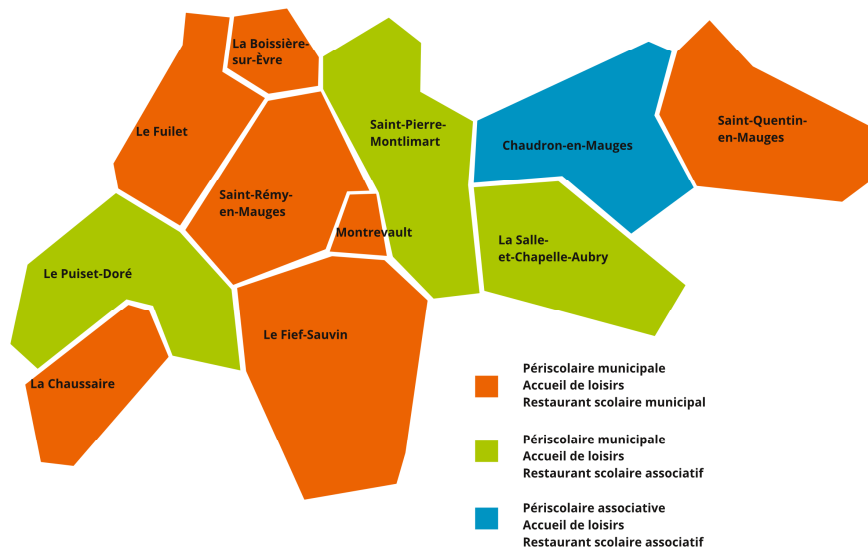 La Boissière-
sur-Èvre
Le Fuilet
Saint-Pierre-
Montlimart
Chaudron-en-Mauges
Saint-Quentin-
en-Mauges
Saint-Rémy-
en-Mauges
Montrevault
La Salle-
et-Chapelle-Aubry
Le Puiset-Doré
Le Fief-Sauvin
La Chaussaire
Périscolaire municipale
Accueil de loisirs
Restaurant scolaire municipal
Périscolaire municipale
Accueil de loisirs
Restaurant scolaire associatif
Périscolaire associative
Accueil de loisirs
Restaurant scolaire associatif